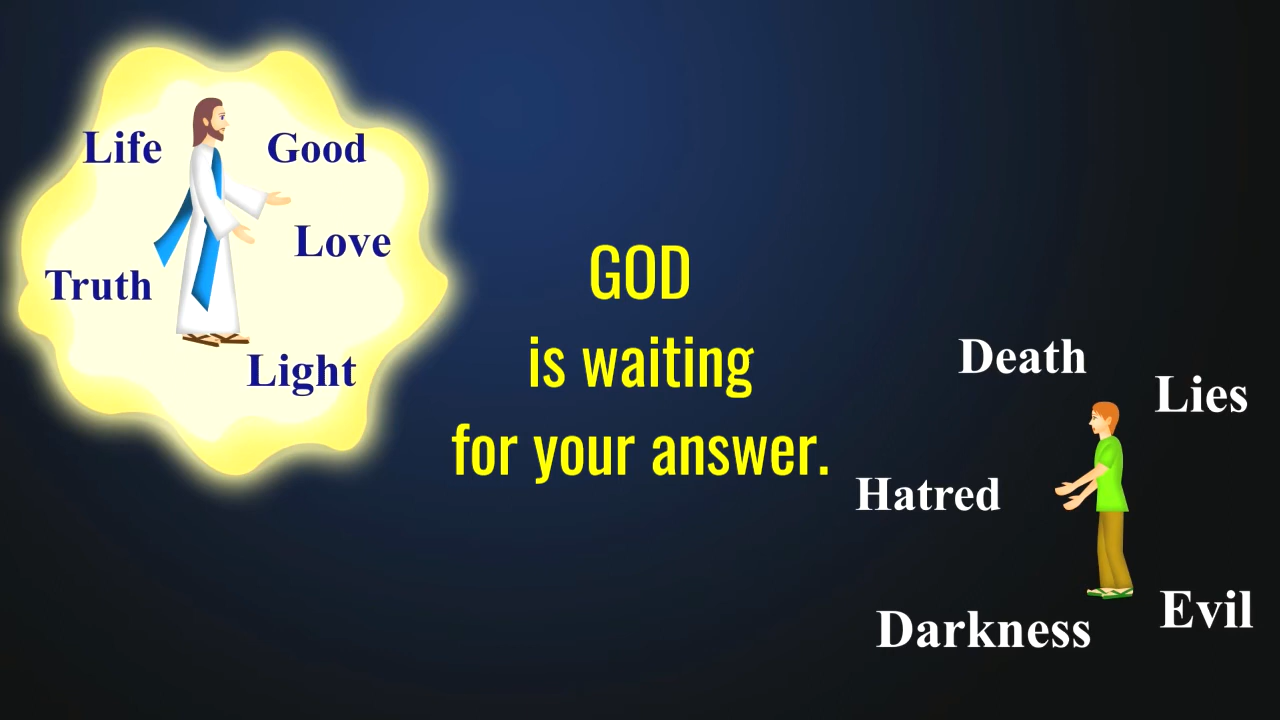 Life
Good
Love
Truth
Light
GOD
is waiting
for your answer.
Death
Lies
Hatred
Evil
Darkness